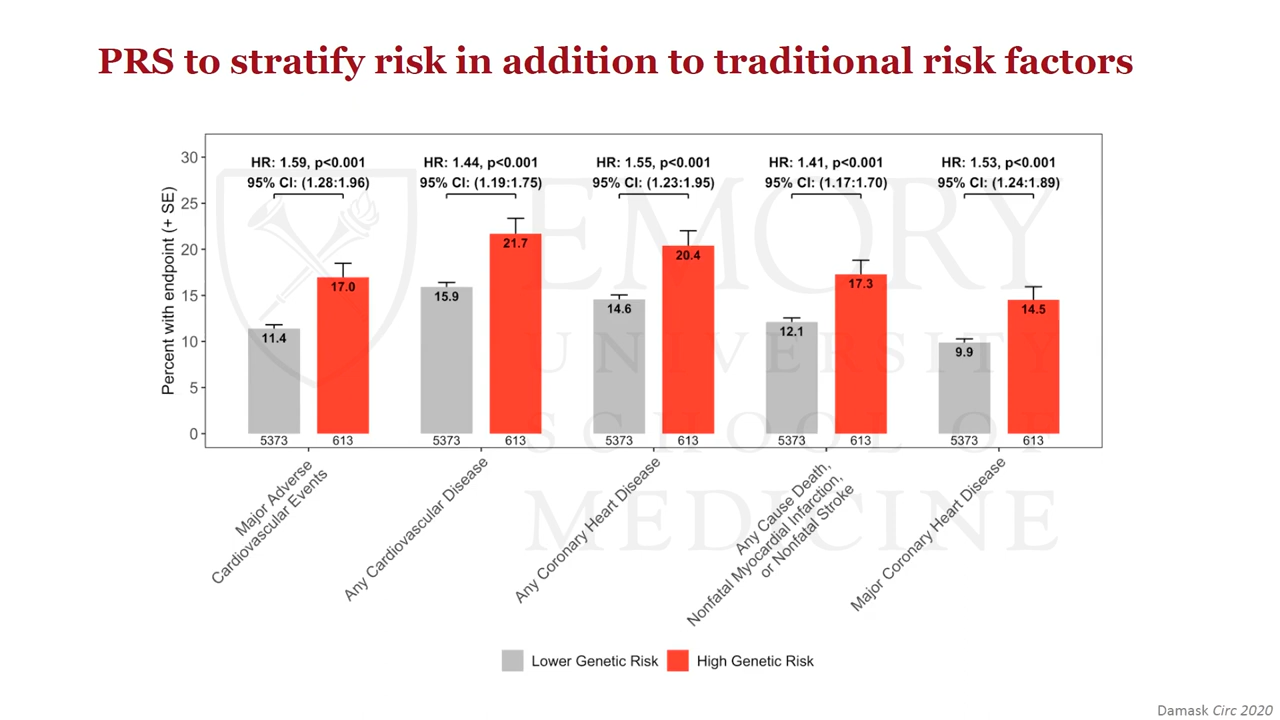 PRS to stratify risk in addition to traditional risk factors
HR: 1.59, p<0.001
95% CI: (1.28:1.96)
HR: 1.44, p<0.001
95% CI: (1.19:1.75)
HR: 1.55, p<0.001
95% CI: (1.23:1.95)
HR: 1.41, p<0.001
95% CI: (1.17:1.70)
HR: 1.53, p<0.001
95% CI: (1.24:1.89)
Percent with endpoint (+ SE)
30
25
20
15
10
5
0
11.4
17.0
15.9
21.7
14.6
20.4
12.1
17.3
9.9
14.5
5373
613
5373
613
5373
613
5373
613
5373
613
Major Adverse
Cardiovascular Events
Any Cardiovascular Disease
Any Coronary Heart Disease
Any Cause Death,
Nonfatal Myocardial Infarction,
or Nonfatal Stroke
Major Coronary Heart Disease
Lower Genetic Risk
High Genetic Risk
EMORY
UNIVERSITY
SCHOOL OF
MEDICINE
Damask Circ 2020